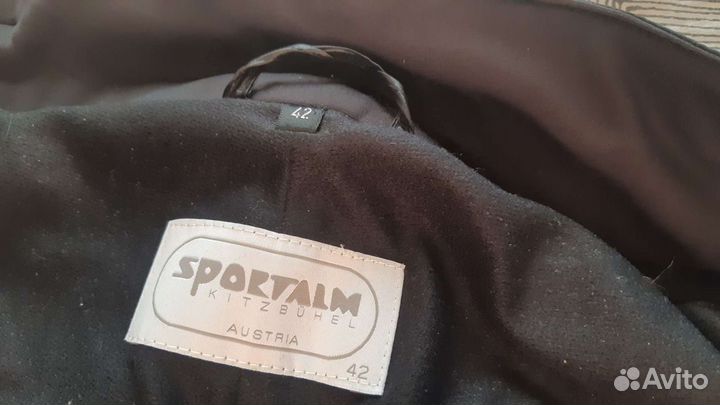 42
SPORTALM
KITZBÜHEL
AUSTRIA
42
Avito